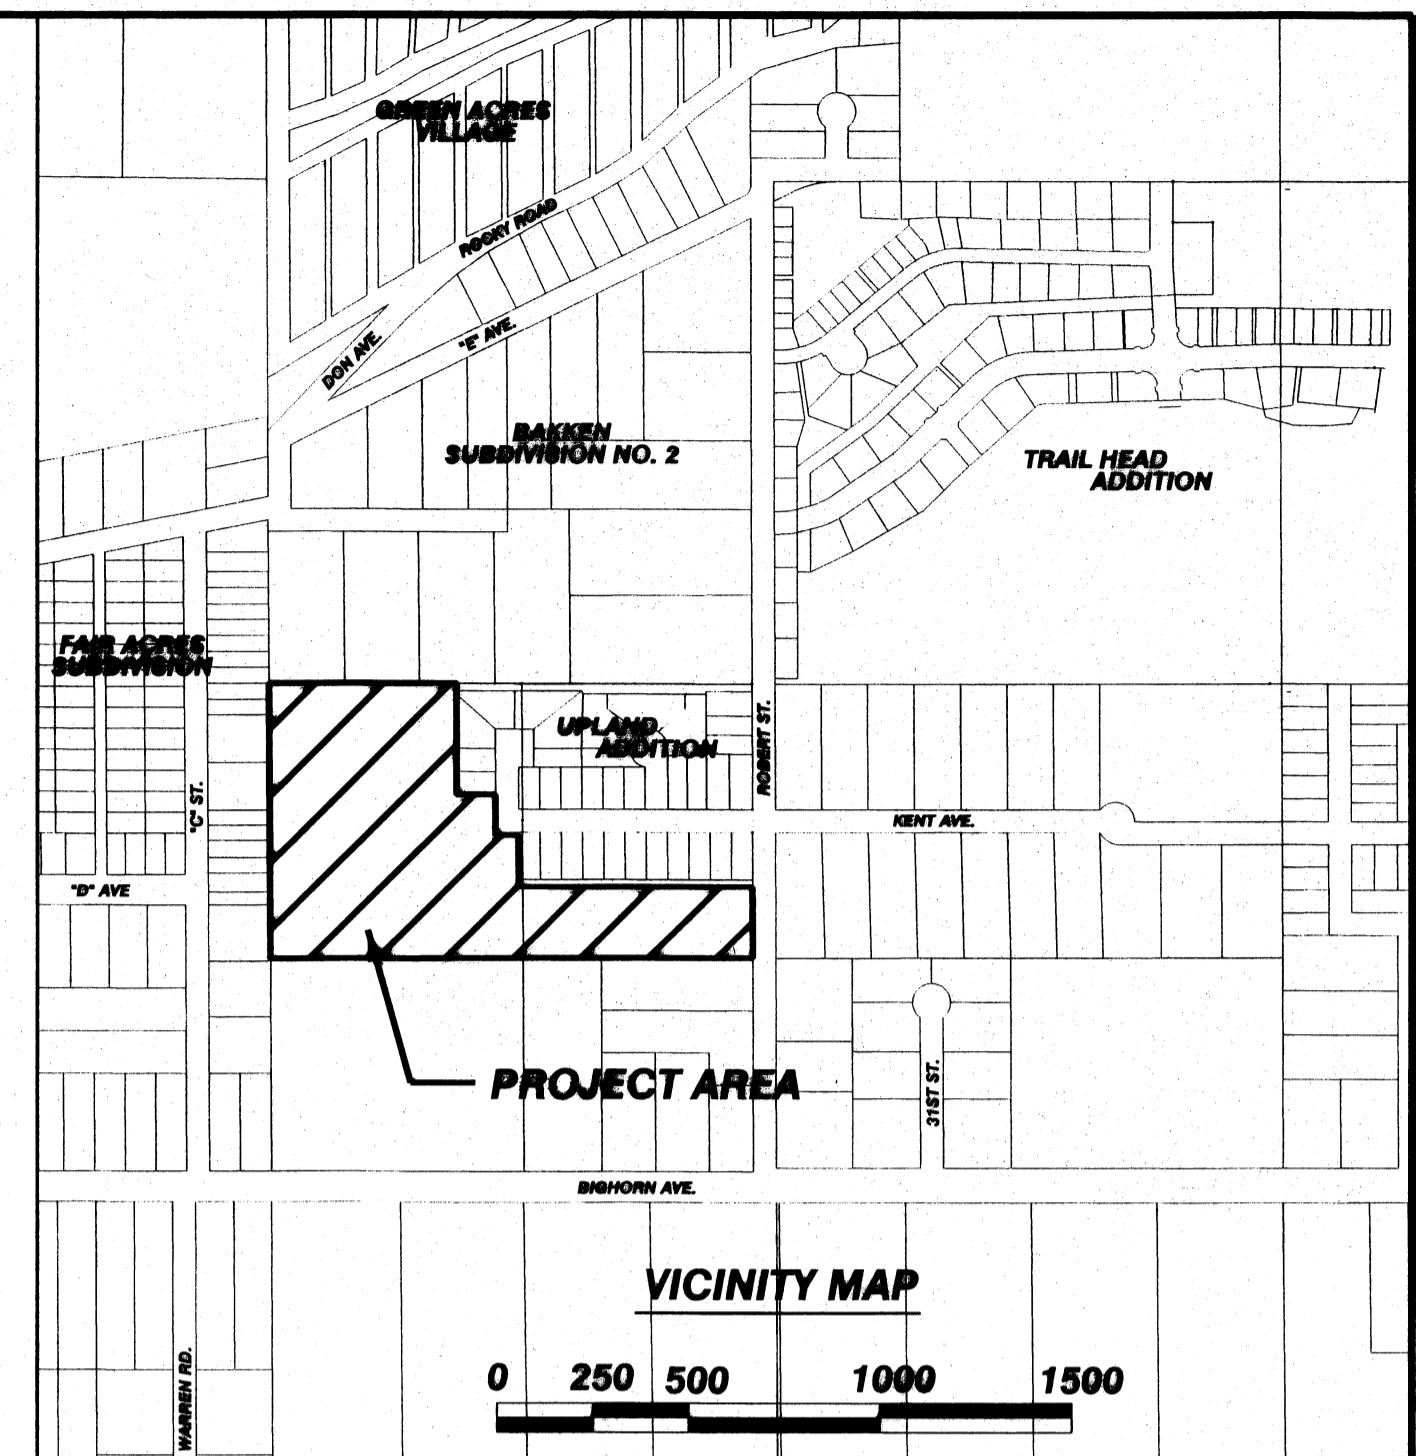 GREEN ACRES
VILLAGE
ROCKY ROAD
DON AVE.
"E" AVE.
BAKKEN
SUBDIVISION NO. 2
TRAIL HEAD
ADDITION
FAIR ACRES
SUBDIVISION
UPLAND
ADDITION
ROBERT ST.
"C" ST.
KENT AVE.
"D" AVE
PROJECT AREA
31ST ST.
BIGHORN AVE.
VICINITY MAP
WARREN RD.
0 250 500 1000 1500